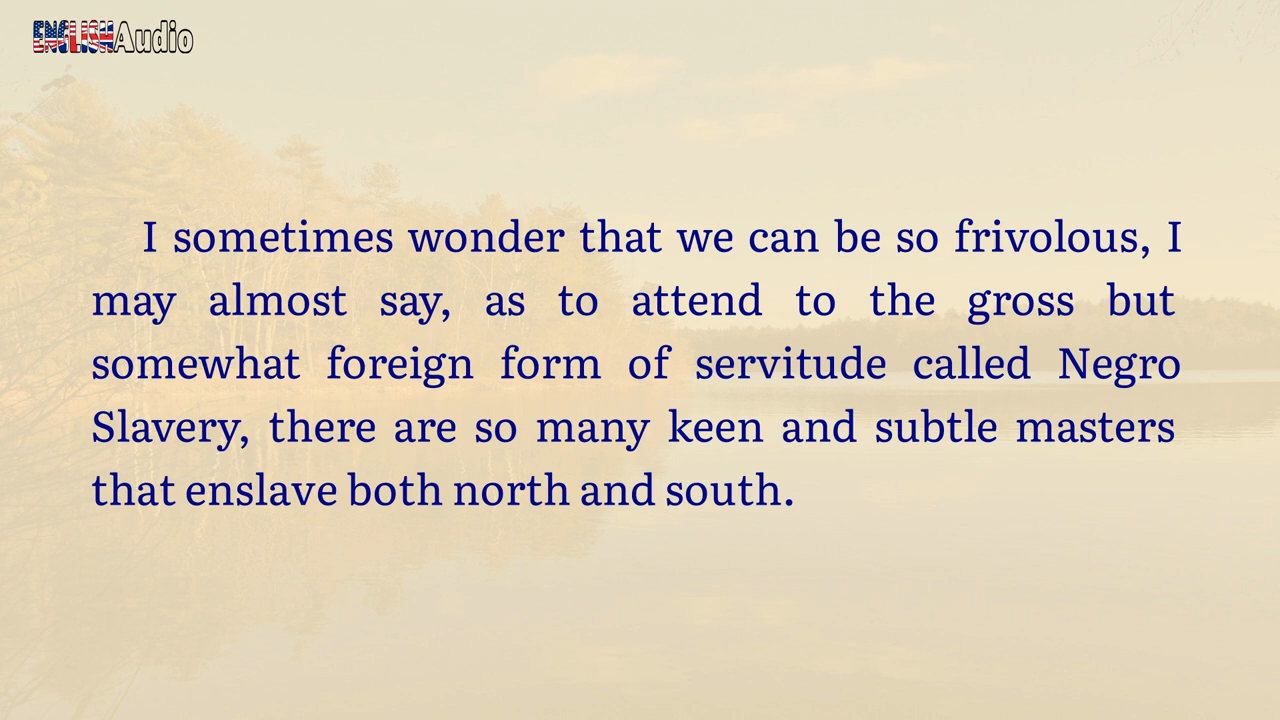 ENGLISHAudio
I sometimes wonder that we can be so frivolous, I
may almost say, as to attend to the gross but
somewhat foreign form of servitude called Negro
Slavery, there are so many keen and subtle masters
that enslave both north and south.